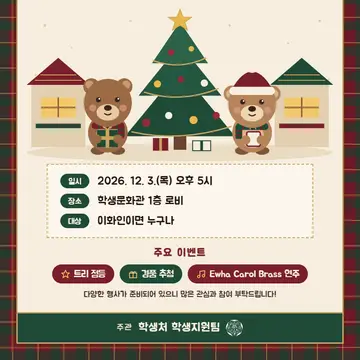 일시 2026. 12. 3.(목) 오후 5시
장소 학생문화관 1층 로비
대상 이화인이면 누구나
주요 이벤트
트리 점등 경품 추첨 Ewha Carol Brass 연주
다양한 행사가 준비되어 있으니 많은 관심과 참여 부탁드립니다!
주관 학생처 학생지원팀